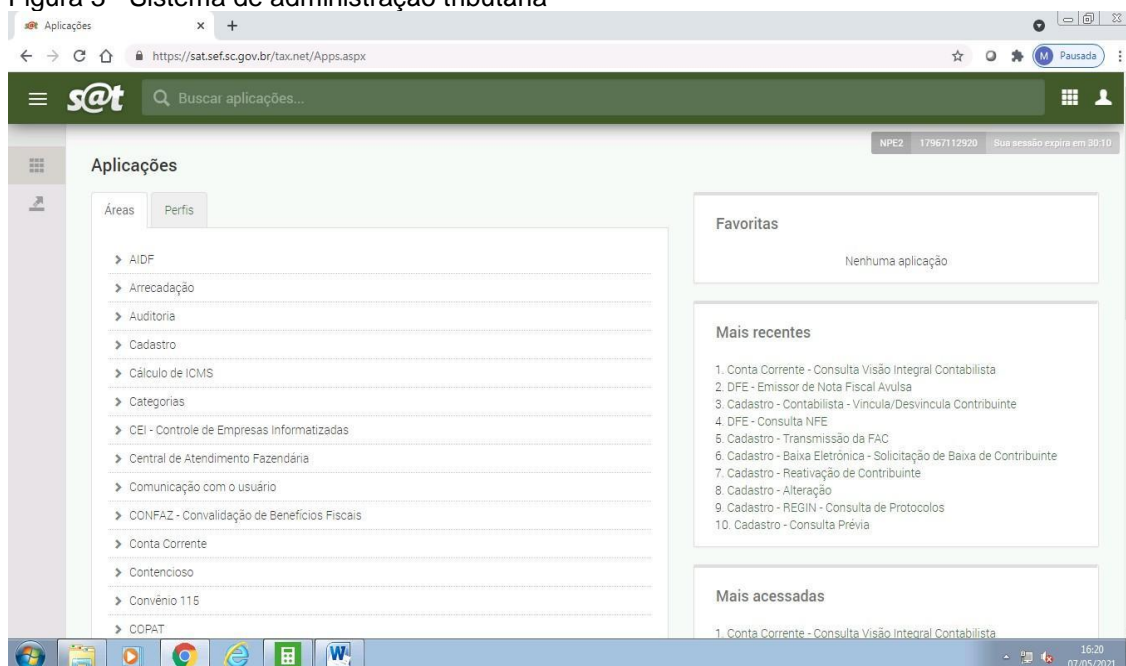 Figura 3 - Sistema de administração tributária
s@t Aplicações
https://sat.sef.sc.gov.br/tax.net/Apps.aspx
M Pausada
s@t Buscar aplicações...
NPE2 17967112920 Sua sessão expira em 30:10
Aplicações
Áreas Perfis
AIDF
Arrecadação
Auditoria
Cadastro
Cálculo de ICMS
Categorias
CEI - Controle de Empresas Informatizadas
Central de Atendimento Fazendária
Comunicação com o usuário
CONFAZ - Convalidação de Benefícios Fiscais
Conta Corrente
Contencioso
Convênio 115
COPAT
Favoritas
Nenhuma aplicação
Mais recentes
1. Conta Corrente - Consulta Visão Integral Contabilista
2. DFE - Emissor de Nota Fiscal Avulsa
3. Cadastro - Contabilista - Vincula/Desvincula Contribuinte
4. DFE - Consulta NFE
5. Cadastro - Transmissão da FAC
6. Cadastro - Baixa Eletrônica - Solicitação de Baixa de Contribuinte
7. Cadastro - Reativação de Contribuinte
8. Cadastro - Alteração
9. Cadastro - REGIN - Consulta de Protocolos
10. Cadastro - Consulta Prévia
Mais acessadas
1. Conta Corrente - Consulta Visão Integral Contabilista
16:20
07/05/2021